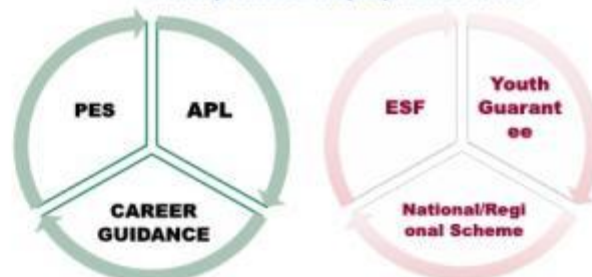 PES
APL
CAREER
GUIDANCE
ESF
Youth
Guarant
ee
National/Regi
onal Scheme